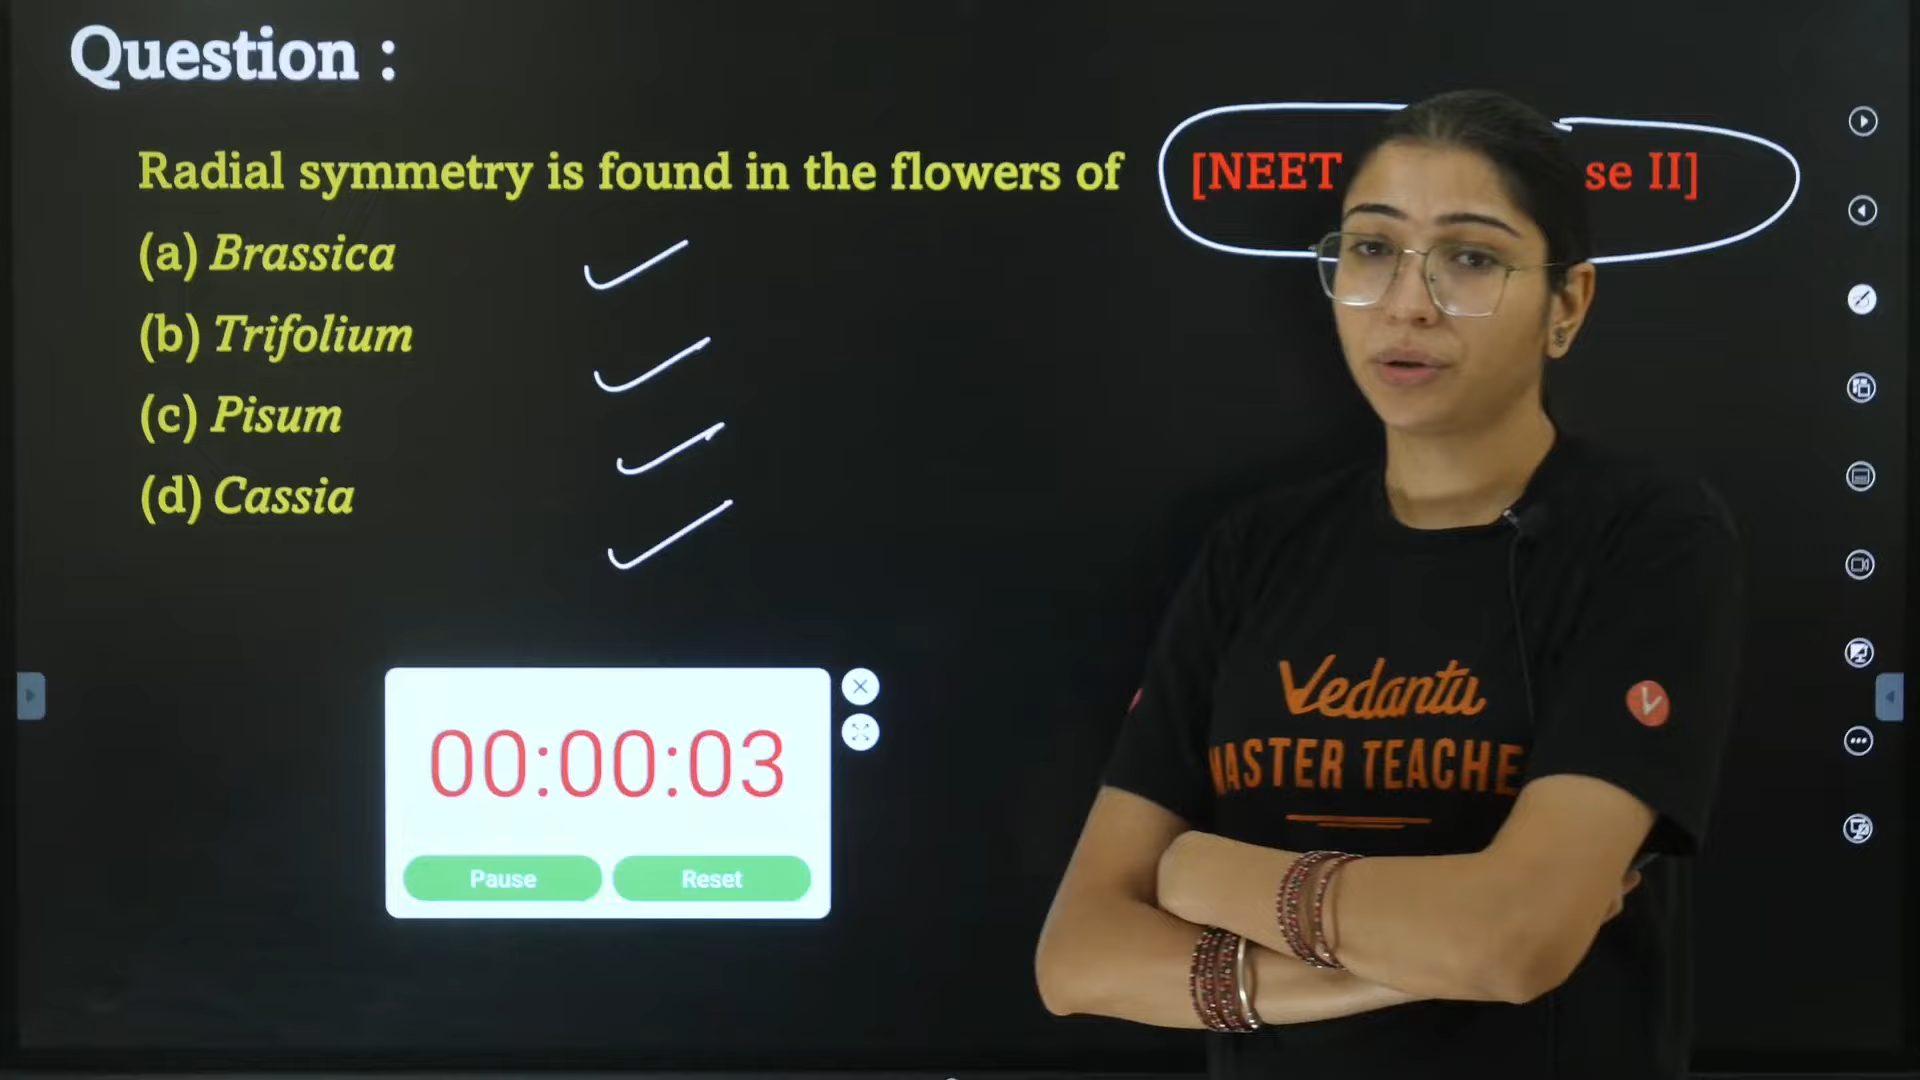 Question :
Radial symmetry is found in the flowers of [NEET se II]
(a) Brassica
(b) Trifolium
(c) Pisum
(d) Cassia
00:00:03
Pause Reset
Vedantu
MASTER TEACHE